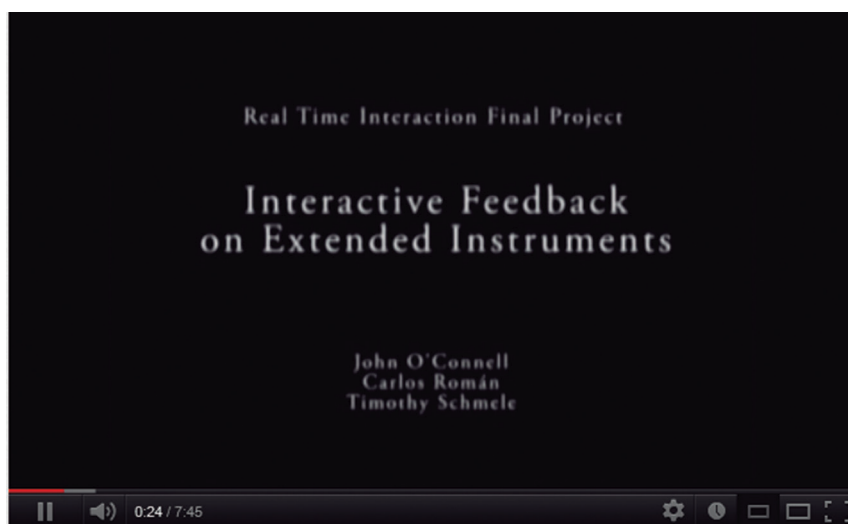 Real Time Interaction Final Project
Interactive Feedback
on Extended Instruments
John O'Connell
Carlos Román
Timothy Schmele
0:24 / 7:45